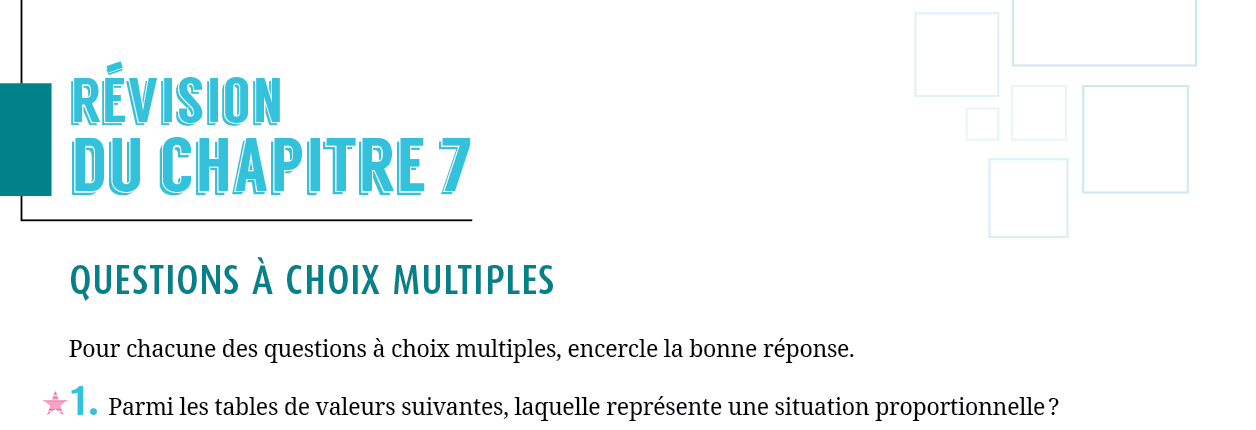 RÉVISION
DU CHAPITRE 7
QUESTIONS À CHOIX MULTIPLES
Pour chacune des questions à choix multiples, encercle la bonne réponse.
1. Parmi les tables de valeurs suivantes, laquelle représente une situation proportionnelle ?